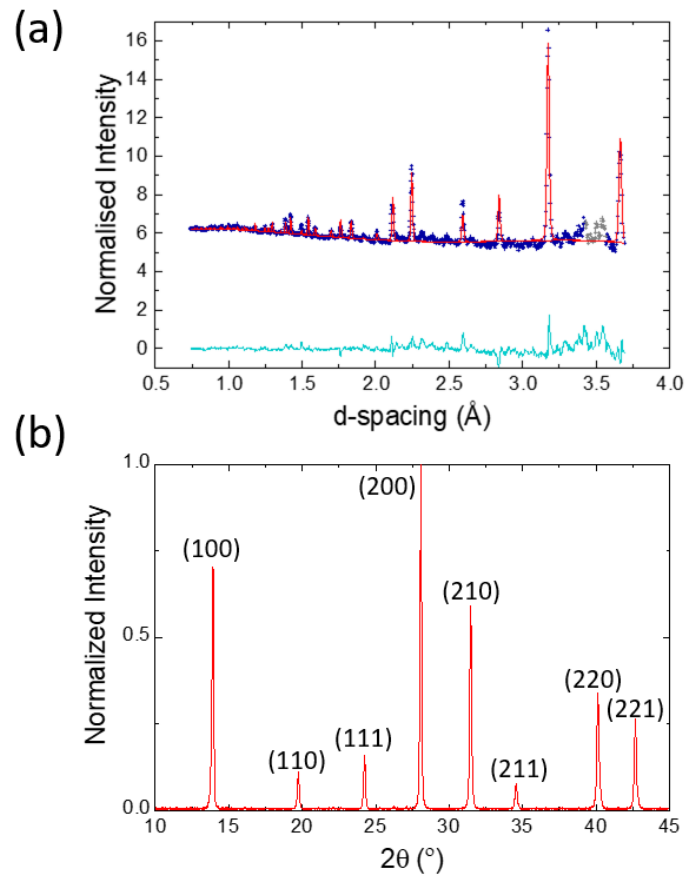 (a)
16
14
12
10
8
6
4
2
0
Normalised Intensity
0.5 1.0 1.5 2.0 2.5 3.0 3.5 4.0
d-spacing (Å)
(b)
1.0
0.5
0.0
Normalized Intensity
(100)
(110)
(111)
(200)
(210)
(211)
(220)
(221)
10 15 20 25 30 35 40 45
2θ (°)